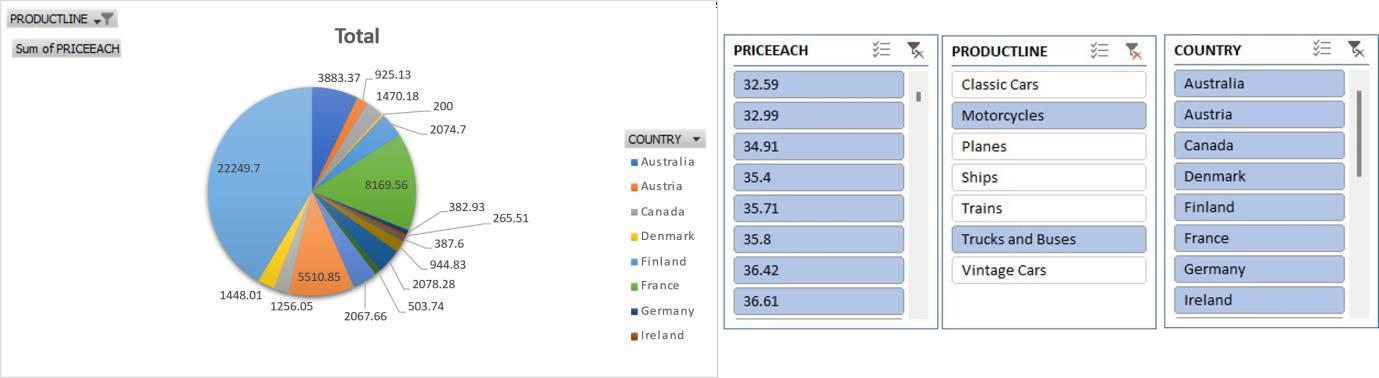 PRODUCTLINE
Sum of PRICEEACH
Total
3883.37
925.13
1470.18
200
2074.7
8169.56
382.93
265.51
387.6
944.83
2078.28
503.74
2067.66
5510.85
1256.05
1448.01
22249.7
COUNTRY
Australia
Austria
Canada
Denmark
Finland
France
Germany
Ireland
PRICEEACH
32.59
32.99
34.91
35.4
35.71
35.8
36.42
36.61
PRODUCTLINE
Classic Cars
Motorcycles
Planes
Ships
Trains
Trucks and Buses
Vintage Cars
COUNTRY
Australia
Austria
Canada
Denmark
Finland
France
Germany
Ireland